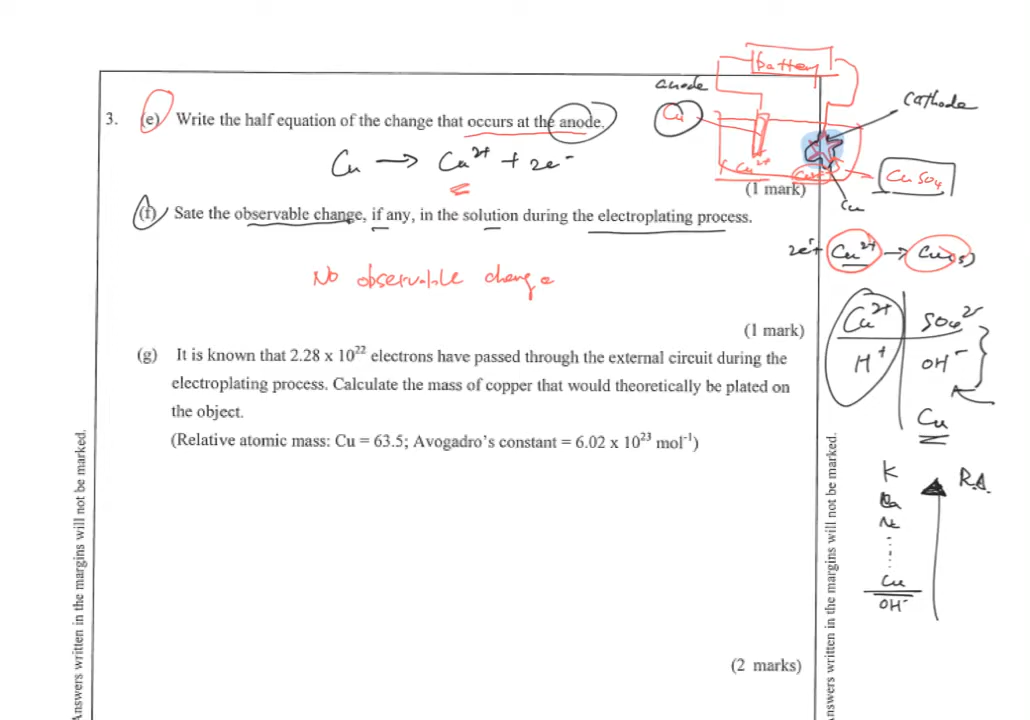 battery
anode
cathode
3. (e) Write the half equation of the change that occurs at the anode.
Cu
Cu → Cu²⁺ + 2e⁻
Cu²⁺
CuSO₄
(1 mark)
Cu
(f) Sate the observable change, if any, in the solution during the electroplating process.
2e⁻ + Cu²⁺ → Cu(s)
No observable change
Cu²⁺ SO₄²⁻
(1 mark)
H⁺ OH⁻
(g) It is known that 2.28 x 10²² electrons have passed through the external circuit during the
electroplating process. Calculate the mass of copper that would theoretically be plated on
the object.
Cu
(Relative atomic mass: Cu = 63.5; Avogadro's constant = 6.02 x 10²³ mol⁻¹)
K
R.A.
Cu
OH⁻
(2 marks)
Answers written in the margins will not be marked.
Answers written in the margins will not be marked.